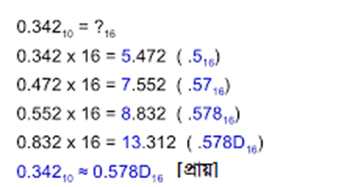 0.342₁₀ = ?₁₆
0.342 x 16 = 5.472 ( .5₁₆)
0.472 x 16 = 7.552 ( .57₁₆)
0.552 x 16 = 8.832 ( .578₁₆)
0.832 x 16 = 13.312 ( .578D₁₆)
0.342₁₀ ≈ 0.578D₁₆ [প্রায়]